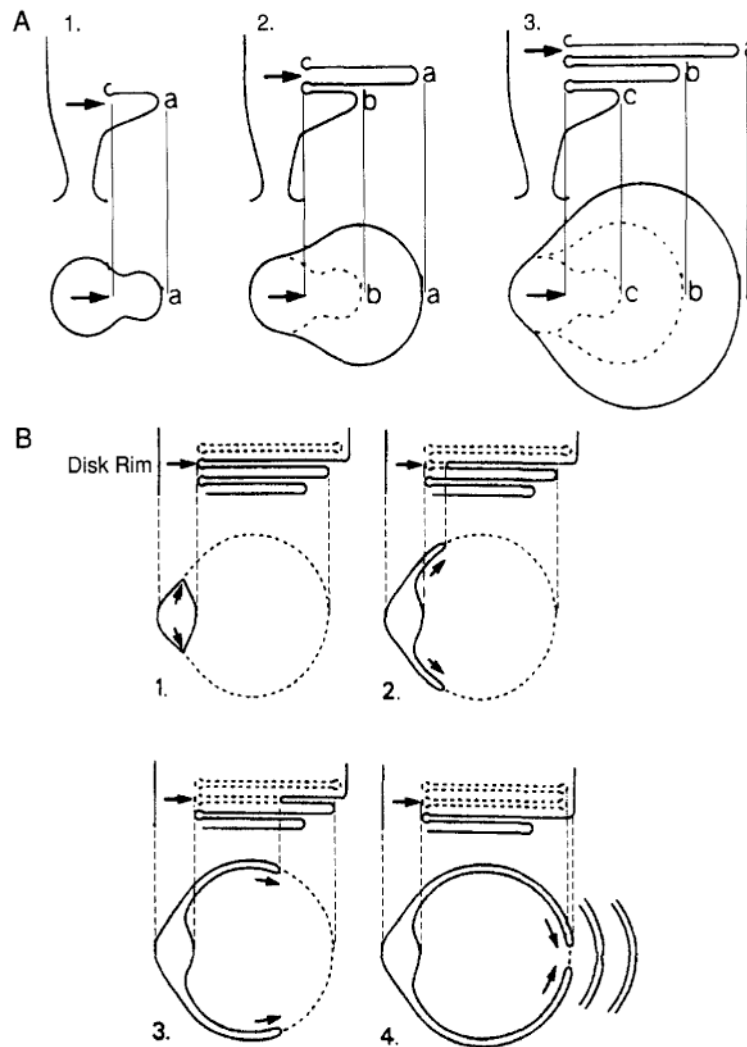 A 1. 2. 3.
c a
c a b
c a b c
a
b a
c b a
B
Disk Rim
1. 2.
3. 4.